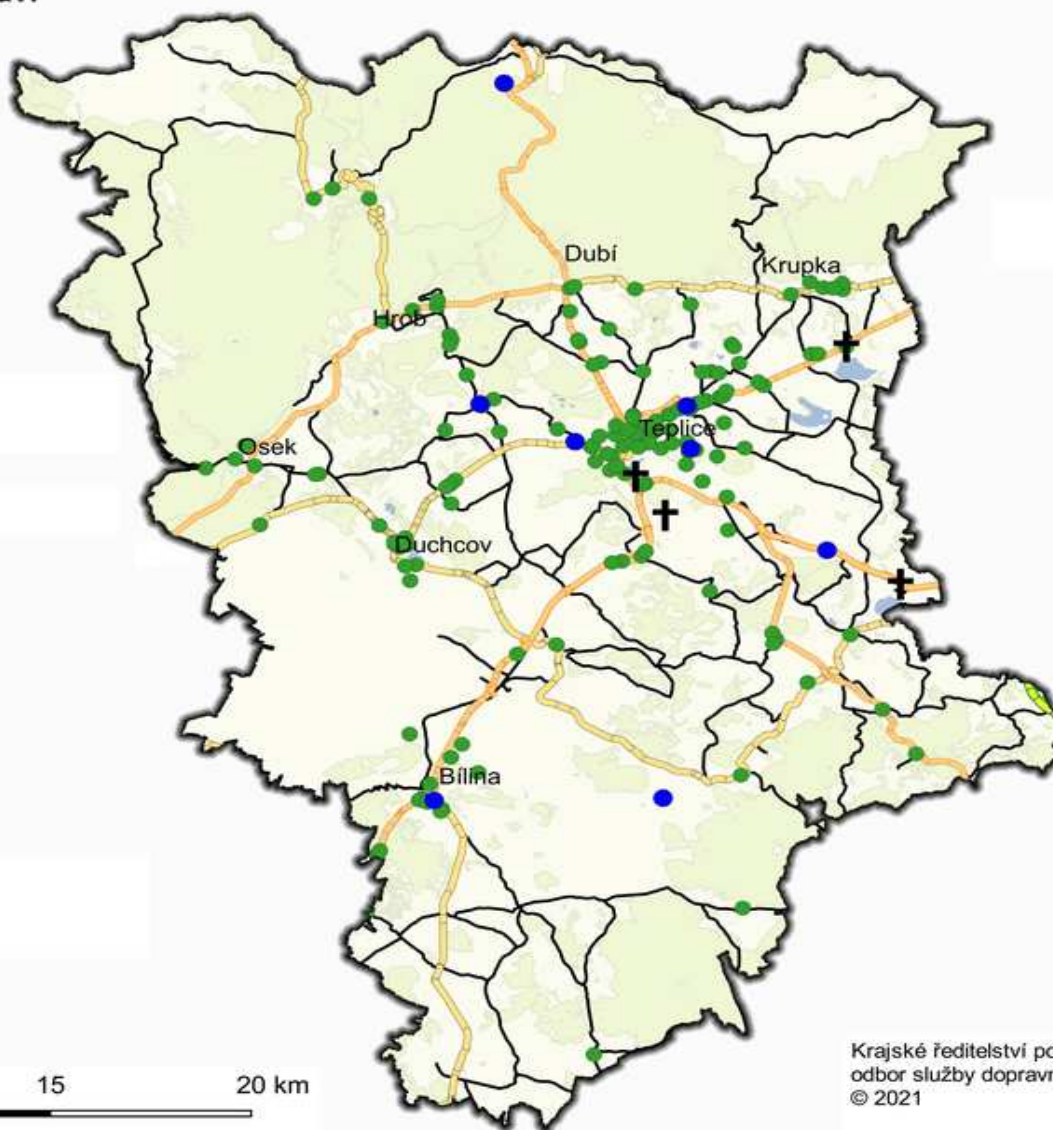 Dubí
Krupka
Hrob
Teplice
Osek
Duchcov
Bílina
15
20 km
Krajské ředitelství po
odbor služby dopravn
© 2021